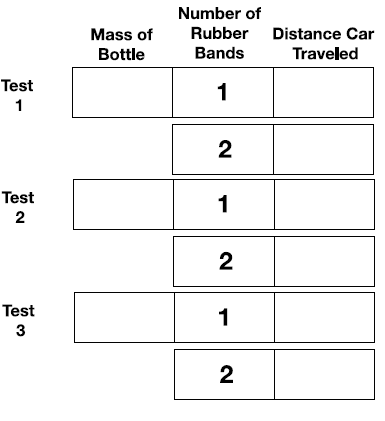 Mass of Bottle
Number of Rubber Bands
Distance Car Traveled
Test 1
1
2
Test 2
1
2
Test 3
1
2